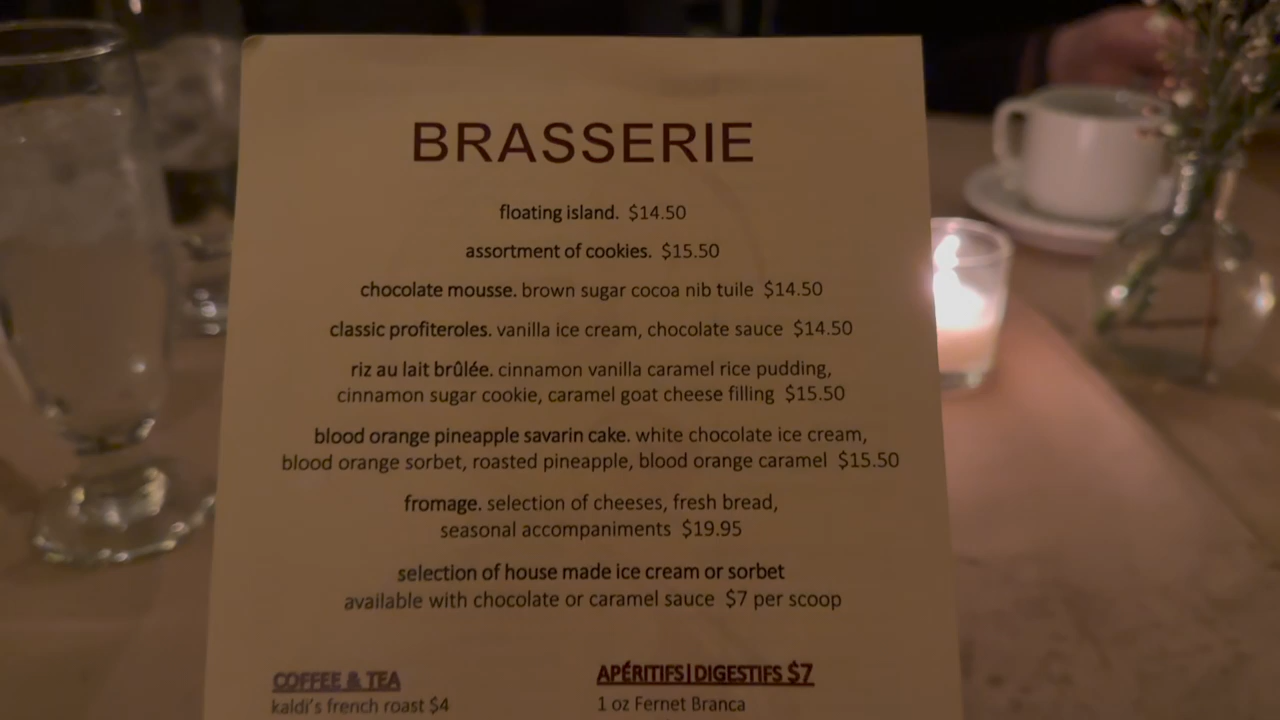 BRASSERIE
floating island. $14.50
assortment of cookies. $15.50
chocolate mousse. brown sugar cocoa nib tuile $14.50
classic profiteroles. vanilla ice cream, chocolate sauce $14.50
riz au lait brûlée. cinnamon vanilla caramel rice pudding,
cinnamon sugar cookie, caramel goat cheese filling $15.50
blood orange pineapple savarin cake. white chocolate ice cream,
blood orange sorbet, roasted pineapple, blood orange caramel $15.50
fromage. selection of cheeses, fresh bread,
seasonal accompaniments $19.95
selection of house made ice cream or sorbet
available with chocolate or caramel sauce $7 per scoop
COFFEE & TEA
kaldi's french roast $4
APÉRITIFS|DIGESTIFS $7
1 oz Fernet Branca